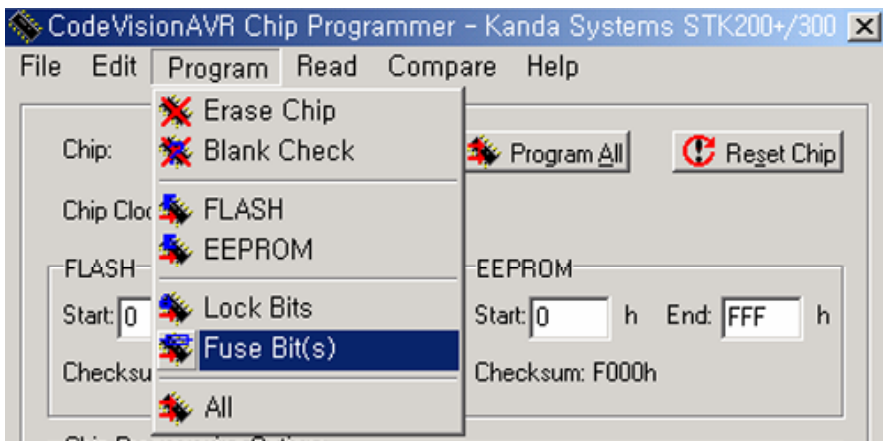 CodeVisionAVR Chip Programmer - Kanda Systems STK200+/300
File Edit Program Read Compare Help
Erase Chip
Chip: Blank Check Program All Reset Chip
Chip Cloc FLASH
EEPROM
FLASH EEPROM
Start: 0 Lock Bits Start: 0 h End: FFF h
Fuse Bit(s)
Checksu Checksum: F000h
All